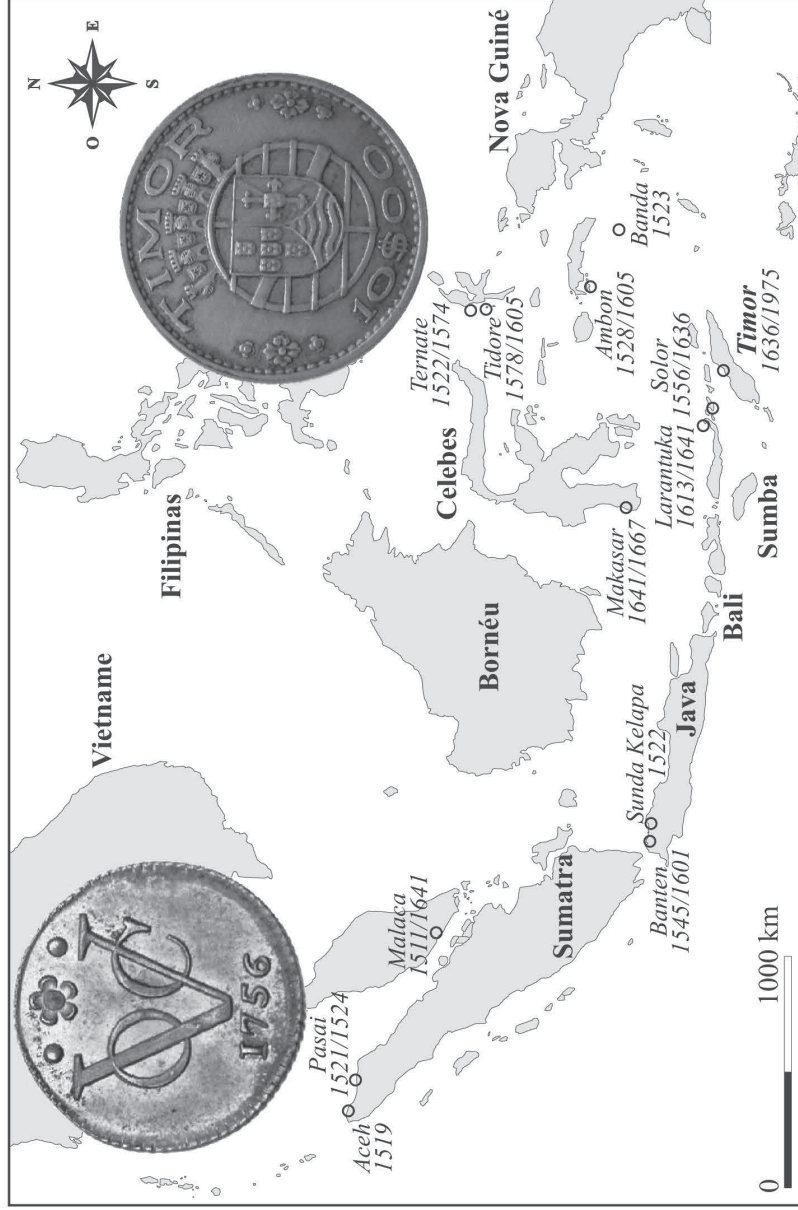 N
O
E
S
VOC
1756
TIMOR
10$00
Vietname
Filipinas
Nova Guiné
Pasai
1521/1524
Aceh
1519
Malaca
1511/1641
Sumatra
Bornéu
Celebes
Ternate
1522/1574
Tidore
1578/1605
Ambon
1528/1605
Banda
1523
Makasar
1641/1667
Larantuka
1613/1641
Solor
1556/1636
Timor
1636/1975
Sunda Kelapa
1522
Banten
1545/1601
Java
Bali
Sumba
0
1000 km